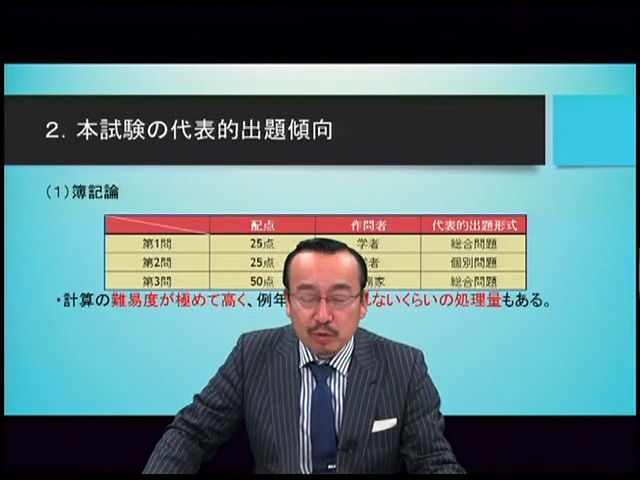 2．本試験の代表的出題傾向
（1）簿記論
配点 作問者 代表的出題形式
第1問 25点 学者 総合問題
第2問 25点 者 個別問題
第3問 50点 家 総合問題
・計算の難易度が極めて高く、例年 れないくらいの処理量もある。